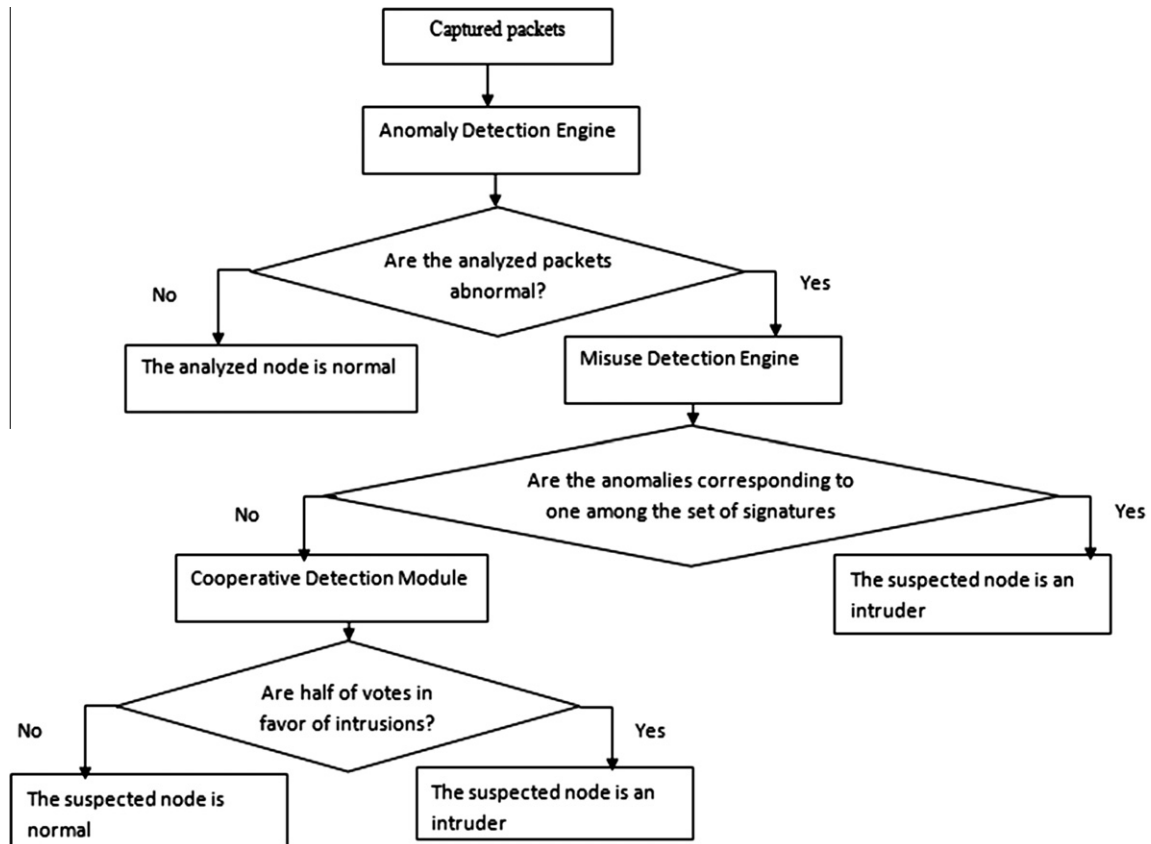 Captured packets
Anomaly Detection Engine
Are the analyzed packets
abnormal?
No
Yes
The analyzed node is normal
Misuse Detection Engine
Are the anomalies corresponding to
one among the set of signatures
No
Yes
Cooperative Detection Module
The suspected node is an
intruder
Are half of votes in
favor of intrusions?
No
Yes
The suspected node is
normal
The suspected node is an
intruder